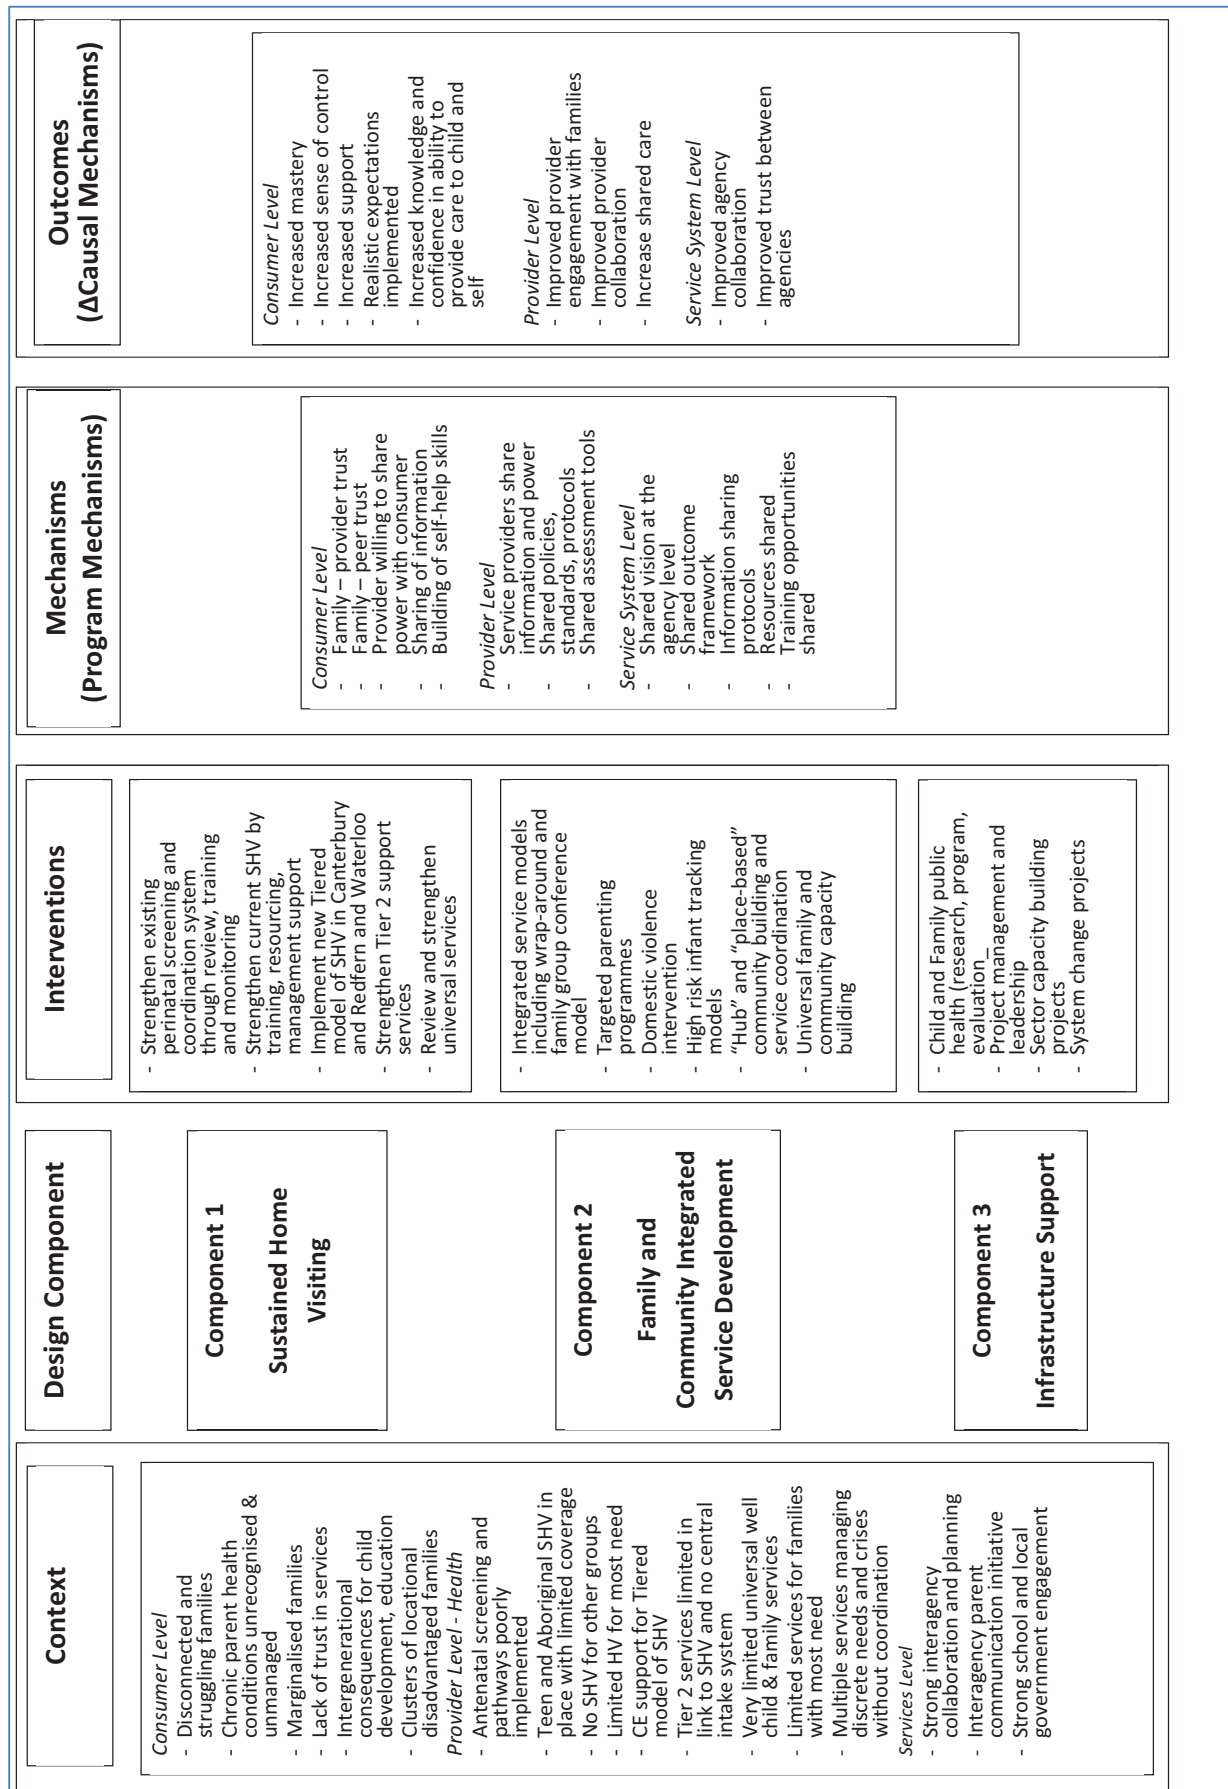 Context
Consumer Level
- Disconnected and
struggling families
- Chronic parent health
conditions unrecognised &
unmanaged
- Marginalised families
- Lack of trust in services
- Intergenerational
consequences for child
development, education
- Clusters of locational
disadvantaged families
Provider Level - Health
- Antenatal screening and
pathways poorly
implemented
- Teen and Aboriginal SHV in
place with limited coverage
- No SHV for other groups
- Limited HV for most need
- CE support for Tiered
model of SHV
- Tier 2 services limited in
link to SHV and no central
intake system
- Very limited universal well
child & family services
- Limited services for families
with most need
- Multiple services managing
discrete needs and crises
without coordination
Services Level
- Strong interagency
collaboration and planning
- Interagency parent
communication initiative
- Strong school and local
government engagement
Design Component
Component 1
Sustained Home
Visiting
Component 2
Family and
Community Integrated
Service Development
Component 3
Infrastructure Support
Interventions
- Strengthen existing
perinatal screening and
coordination system
through review, training
and monitoring
- Strengthen current SHV by
training, resourcing,
management support
- Implement new Tiered
model of SHV in Canterbury
and Redfern and Waterloo
- Strengthen Tier 2 support
services
- Review and strengthen
universal services
- Integrated service models
including wrap-around and
family group conference
model
- Targeted parenting
programmes
- Domestic violence
intervention
- High risk infant tracking
models
- “Hub” and “place-based”
community building and
service coordination
- Universal family and
community capacity
building
- Child and Family public
health (research, program,
evaluation_
- Project management and
leadership
- Sector capacity building
projects
- System change projects
Mechanisms
(Program Mechanisms)
Consumer Level
- Family – provider trust
- Family – peer trust
- Provider willing to share
power with consumer
- Sharing of information
- Building of self-help skills
Provider Level
- Service providers share
information and power
- Shared policies,
standards, protocols
- Shared assessment tools
Service System Level
- Shared vision at the
agency level
- Shared outcome
framework
- Information sharing
protocols
- Resources shared
- Training opportunities
shared
Outcomes
(ΔCausal Mechanisms)
Consumer Level
- Increased mastery
- Increased sense of control
- Increased support
- Realistic expectations
implemented
- Increased knowledge and
confidence in ability to
provide care to child and
self
Provider Level
- Improved provider
engagement with families
- Improved provider
collaboration
- Increase shared care
Service System Level
- Improved agency
collaboration
- Improved trust between
agencies